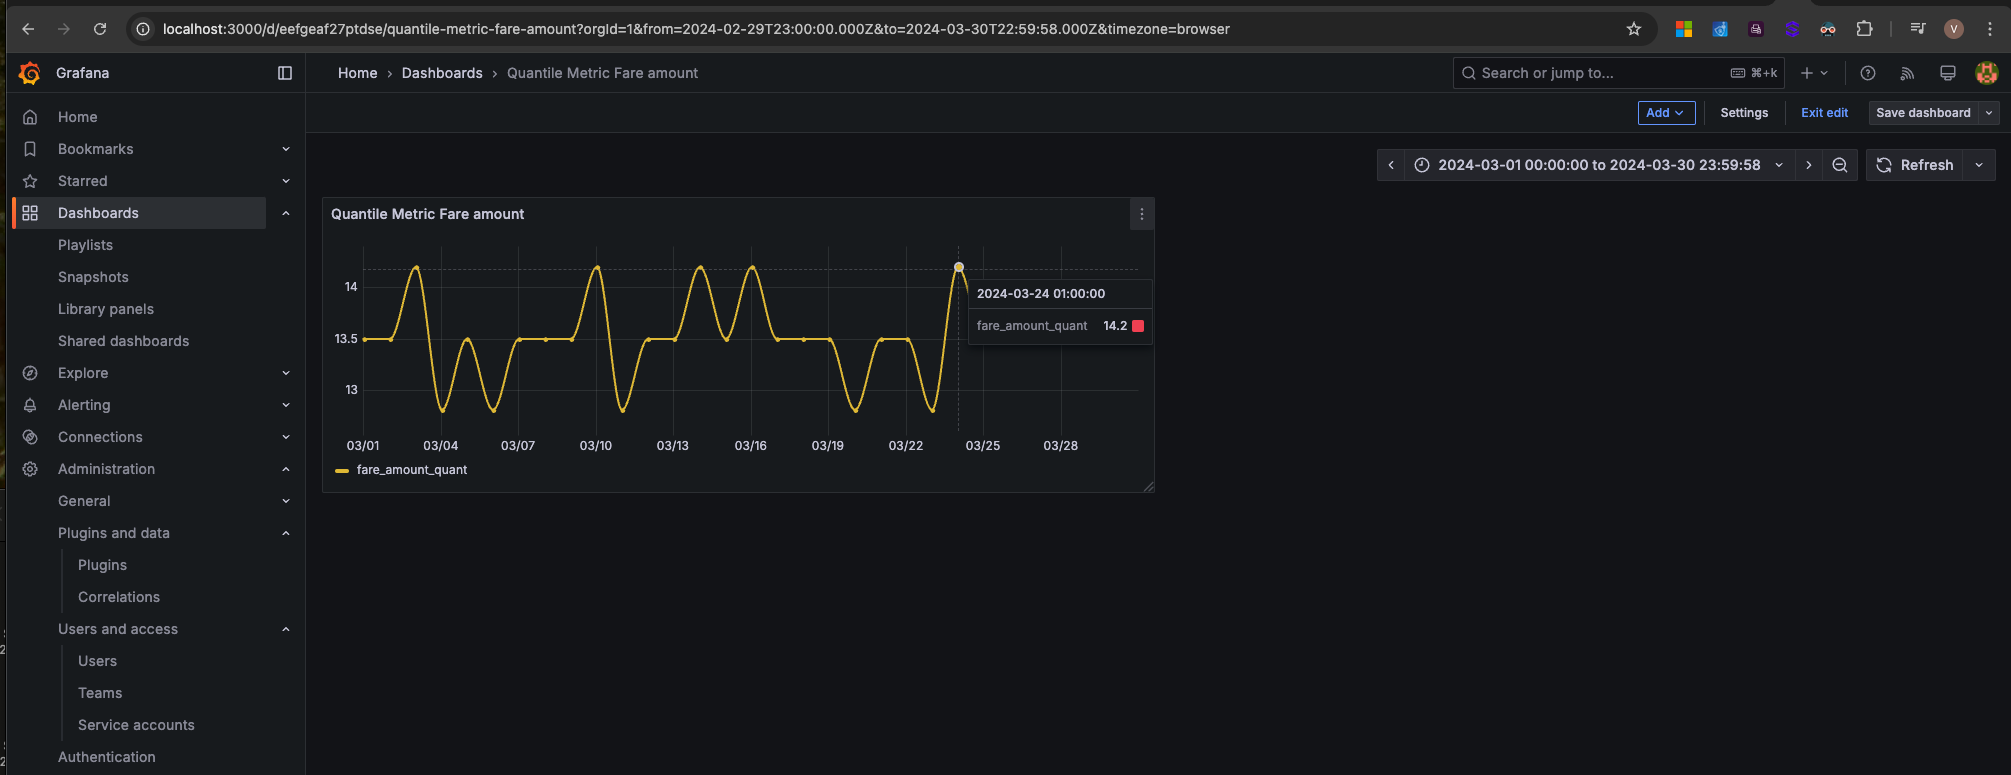 localhost:3000/d/eefgeaf27ptdse/quantile-metric-fare-amount?orgId=1&from=2024-02-29T23:00:00.000Z&to=2024-03-30T22:59:58.000Z&timezone=browser
V
Grafana
Home › Dashboards › Quantile Metric Fare amount
Search or jump to...
⌘+k
Add
Settings
Exit edit
Save dashboard
2024-03-01 00:00:00 to 2024-03-30 23:59:58
Refresh
Home
Bookmarks
Starred
Dashboards
Playlists
Snapshots
Library panels
Shared dashboards
Explore
Alerting
Connections
Administration
General
Plugins and data
Plugins
Correlations
Users and access
Users
Teams
Service accounts
Authentication
Quantile Metric Fare amount
14
13.5
13
03/01 03/04 03/07 03/10 03/13 03/16 03/19 03/22 03/25 03/28
fare_amount_quant
2024-03-24 01:00:00
fare_amount_quant 14.2